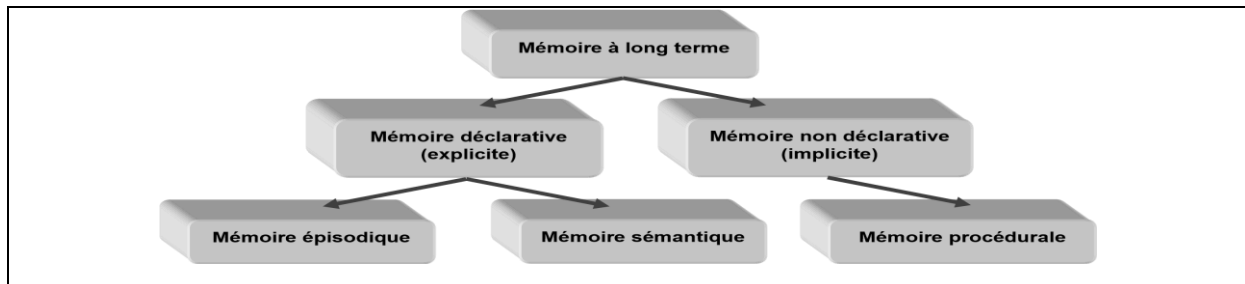 Mémoire à long terme
Mémoire déclarative
(explicite)
Mémoire non déclarative
(implicite)
Mémoire épisodique
Mémoire sémantique
Mémoire procédurale